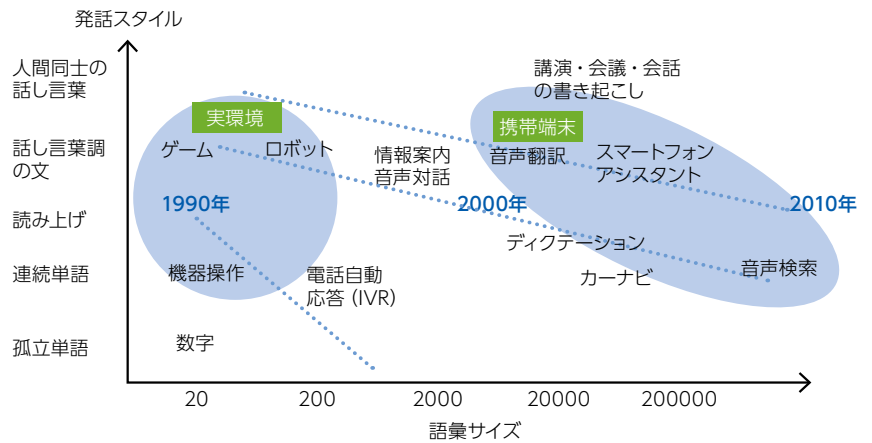 発話スタイル
人間同士の
話し言葉
講演・会議・会話
の書き起こし
実環境
携帯端末
話し言葉調
の文
ゲーム
ロボット
情報案内
音声対話
音声翻訳
スマートフォン
アシスタント
1990年
2000年
2010年
読み上げ
ディクテーション
連続単語
機器操作
電話自動
応答（IVR）
カーナビ
音声検索
孤立単語
数字
20
200
2000
20000
200000
語彙サイズ